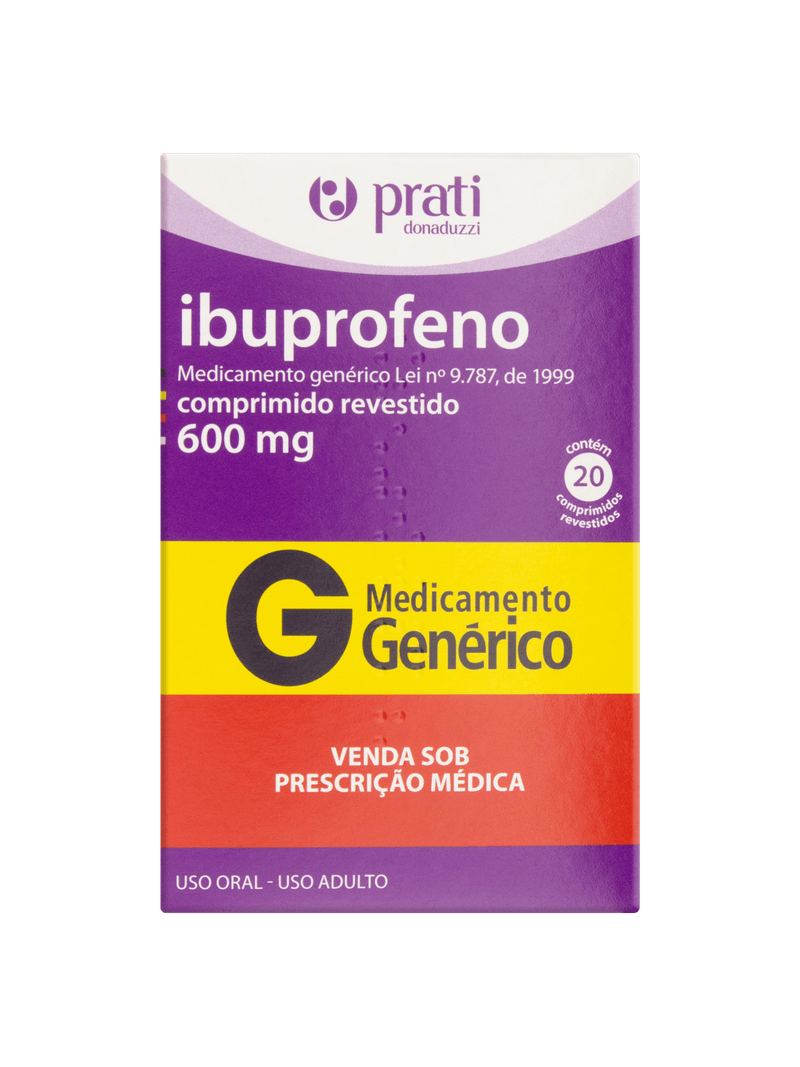 prati
donaduzzi
ibuprofeno
Medicamento genérico Lei nº 9.787, de 1999
comprimido revestido
600 mg
contém
20
comprimidos
revestidos
G Medicamento
Genérico
VENDA SOB
PRESCRIÇÃO MÉDICA
USO ORAL - USO ADULTO